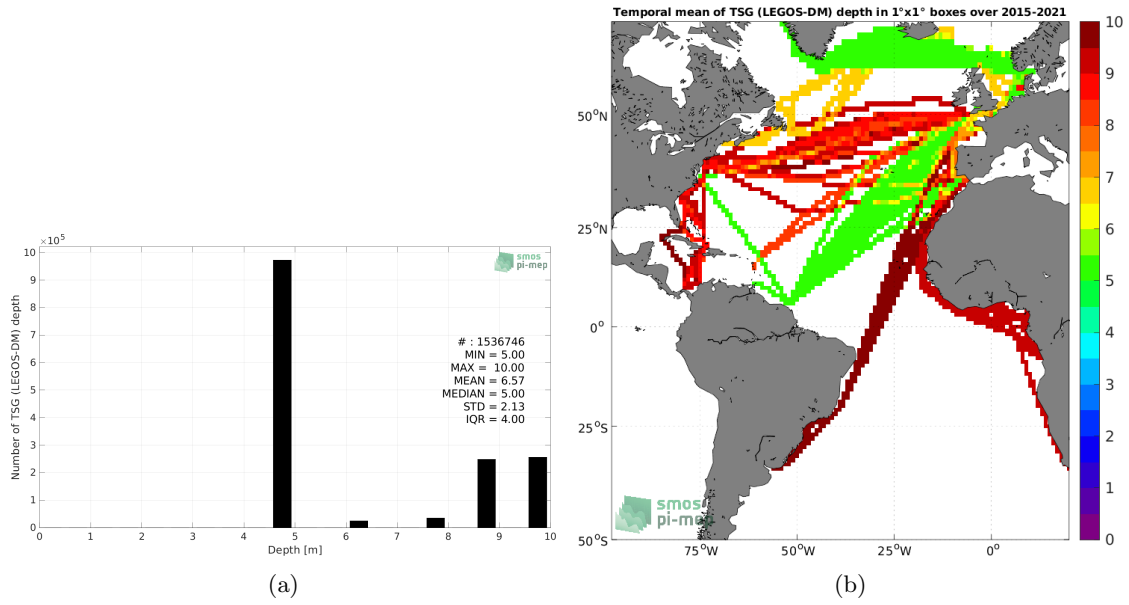 ×10⁵
10
9
8
7
6
5
4
3
2
1
0
Number of TSG (LEGOS-DM) depth
smos
pi-mep
# : 1536746
MIN = 5.00
MAX = 10.00
MEAN = 6.57
MEDIAN = 5.00
STD = 2.13
IQR = 4.00
0 1 2 3 4 5 6 7 8 9 10
Depth [m]
(a)
Temporal mean of TSG (LEGOS-DM) depth in 1°x1° boxes over 2015-2021
50°N
25°N
0°
25°S
50°S
75°W 50°W 25°W 0°
smos
pi-mep
10
9
8
7
6
5
4
3
2
1
0
(b)